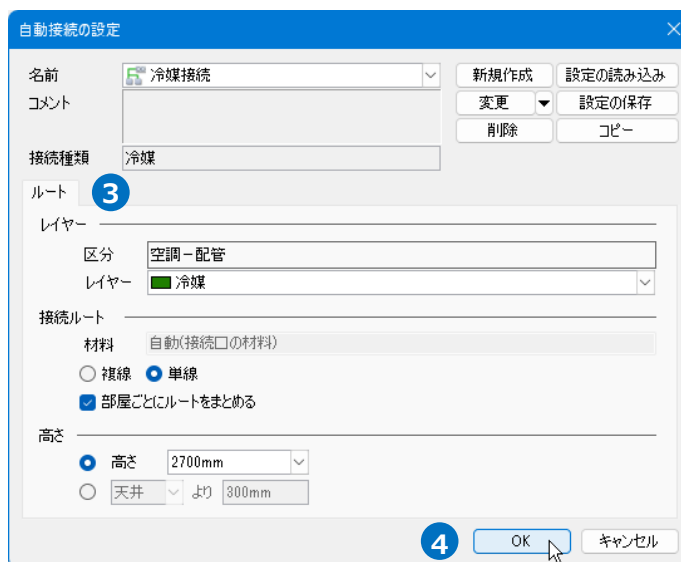 自動接続の設定
名前 冷媒接続 新規作成 設定の読み込み
コメント 変更 設定の保存
削除 コピー
接続種類 冷媒
ルート 3
レイヤー
区分 空調－配管
レイヤー 冷媒
接続ルート
材料 自動(接続口の材料)
複線 単線
部屋ごとにルートをまとめる
高さ
高さ 2700mm
天井 より 300mm
4 OK キャンセル